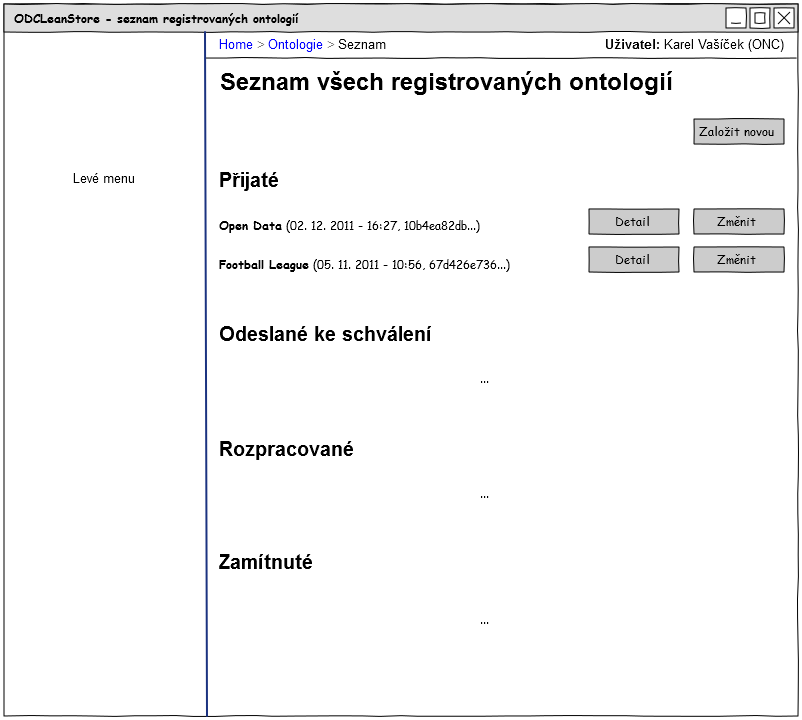 ODCLeanStore - seznam registrovaných ontologií
Home > Ontologie > Seznam
Uživatel: Karel Vašíček (ONC)
Seznam všech registrovaných ontologií
Založit novou
Levé menu
Přijaté
Open Data (02. 12. 2011 - 16:27, 10b4ea82db...)
Detail
Změnit
Football League (05. 11. 2011 - 10:56, 67d426e736...)
Detail
Změnit
Odeslané ke schválení
...
Rozpracované
...
Zamítnuté
...